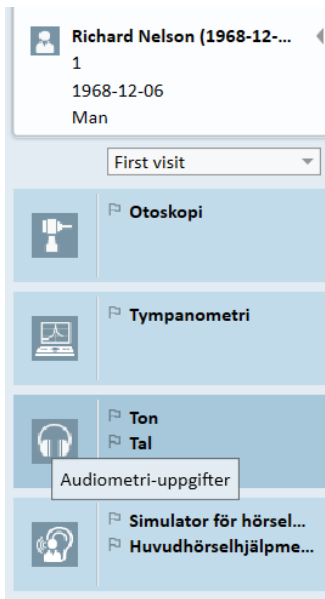 Richard Nelson (1968-12-...
1
1968-12-06
Man
First visit
Otoskopi
Tympanometri
Ton
Tal
Audiometri-uppgifter
Simulator för hörsel...
Huvudhörselhjälpme...